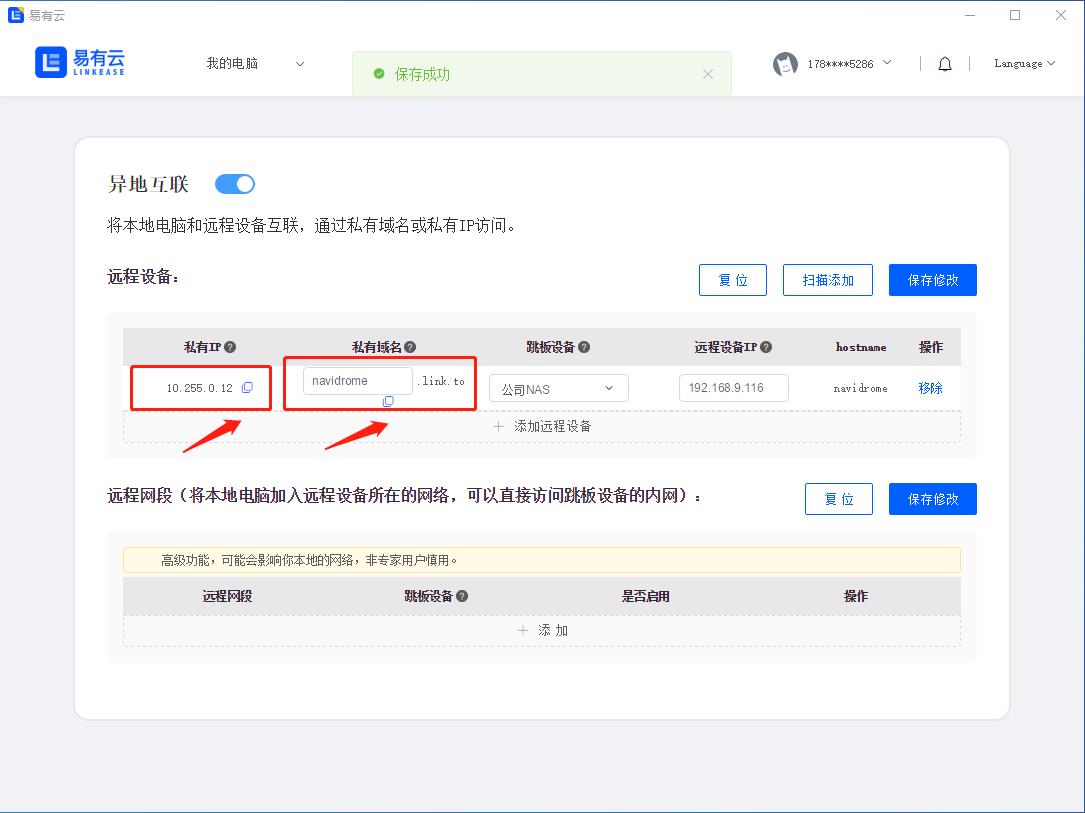 易有云
易有云
LINKEASE
我的电脑
保存成功
178****5286
Language
异地互联
将本地电脑和远程设备互联，通过私有域名或私有IP访问。
远程设备：
复 位
扫描添加
保存修改
私有IP 私有域名 跳板设备 远程设备IP hostname 操作
10.255.0.12 navidrome .link.to 公司NAS 192.168.9.116 navidrome 移除
+ 添加远程设备
远程网段（将本地电脑加入远程设备所在的网络，可以直接访问跳板设备的内网）：
复 位
保存修改
高级功能，可能会影响你本地的网络，非专家用户慎用。
远程网段 跳板设备 是否启用 操作
+ 添 加